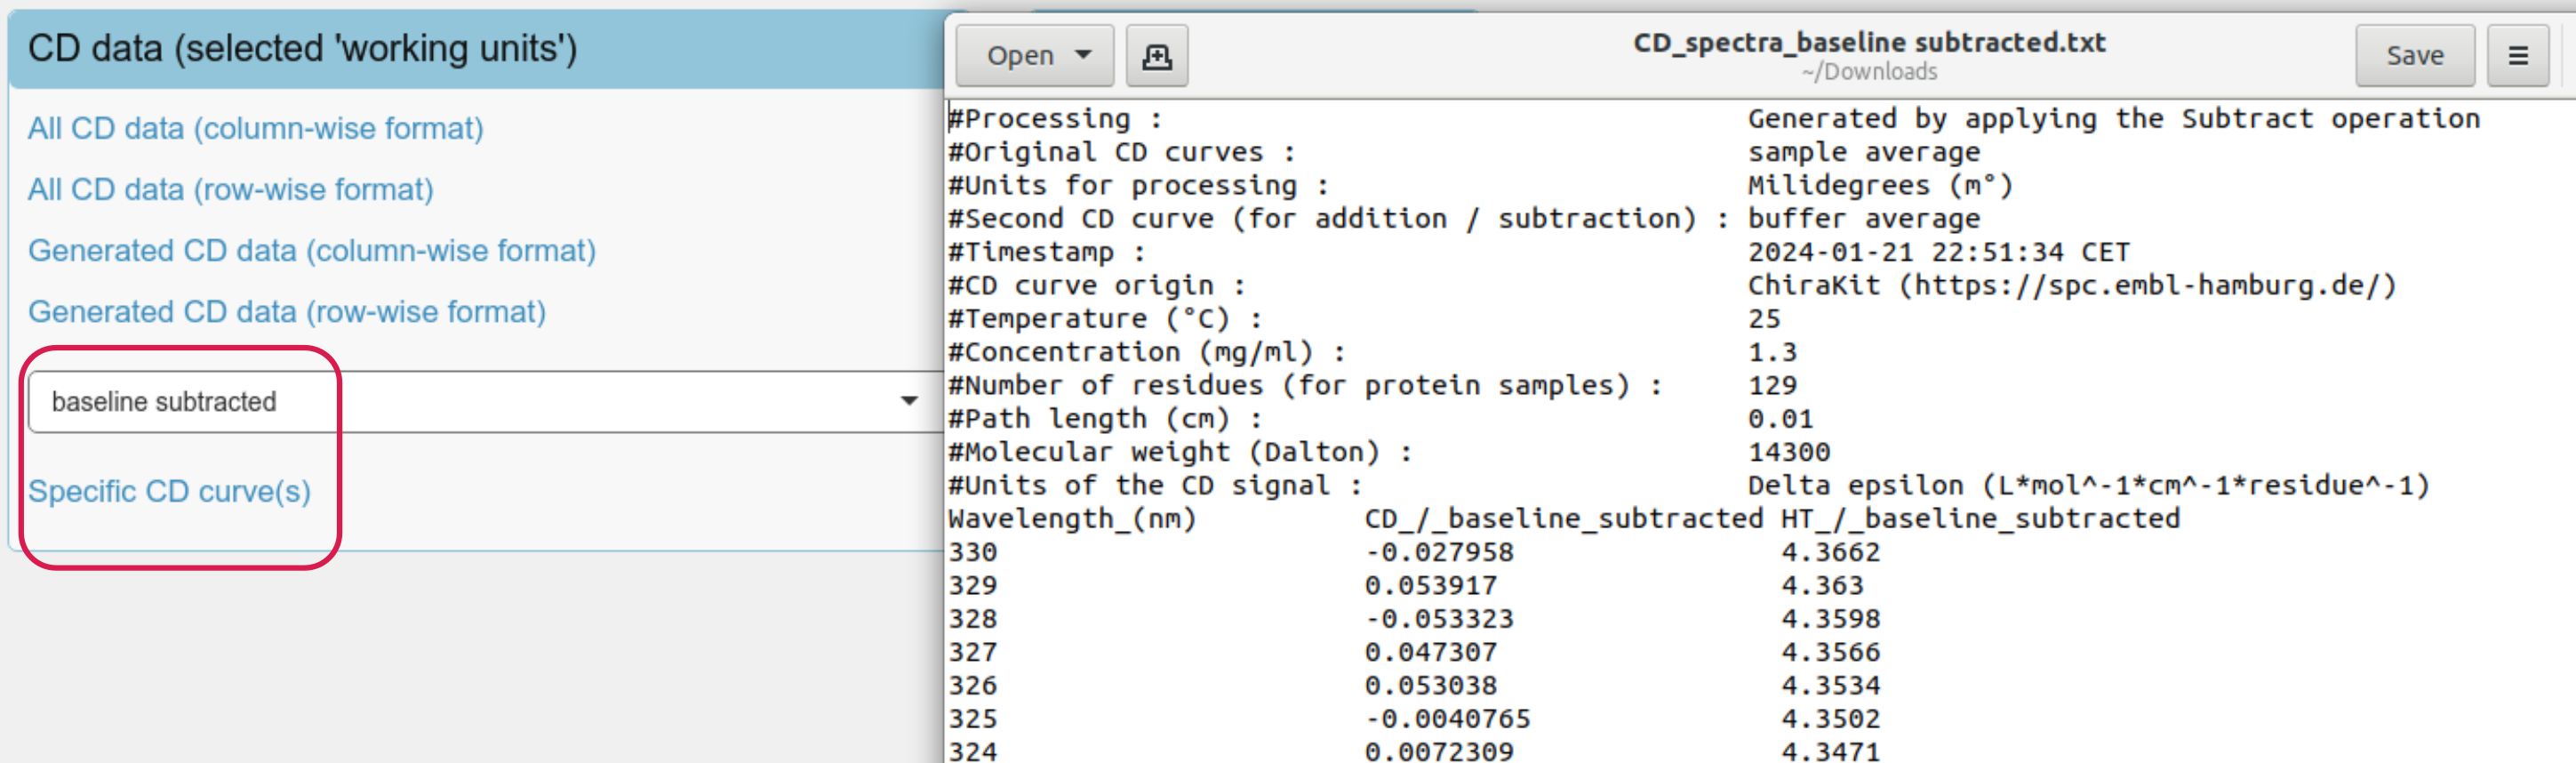 CD data (selected 'working units')
All CD data (column-wise format)
All CD data (row-wise format)
Generated CD data (column-wise format)
Generated CD data (row-wise format)
baseline subtracted
Specific CD curve(s)
Open
CD_spectra_baseline subtracted.txt
~/Downloads
Save
#Processing : Generated by applying the Subtract operation
#Original CD curves : sample average
#Units for processing : Milidegrees (m°)
#Second CD curve (for addition / subtraction) : buffer average
#Timestamp : 2024-01-21 22:51:34 CET
#CD curve origin : ChiraKit (https://spc.embl-hamburg.de/)
#Temperature (°C) : 25
#Concentration (mg/ml) : 1.3
#Number of residues (for protein samples) : 129
#Path length (cm) : 0.01
#Molecular weight (Dalton) : 14300
#Units of the CD signal : Delta epsilon (L*mol^-1*cm^-1*residue^-1)
Wavelength_(nm) CD_/_baseline_subtracted HT_/_baseline_subtracted
330 -0.027958 4.3662
329 0.053917 4.363
328 -0.053323 4.3598
327 0.047307 4.3566
326 0.053038 4.3534
325 -0.0040765 4.3502
324 0.0072309 4.3471